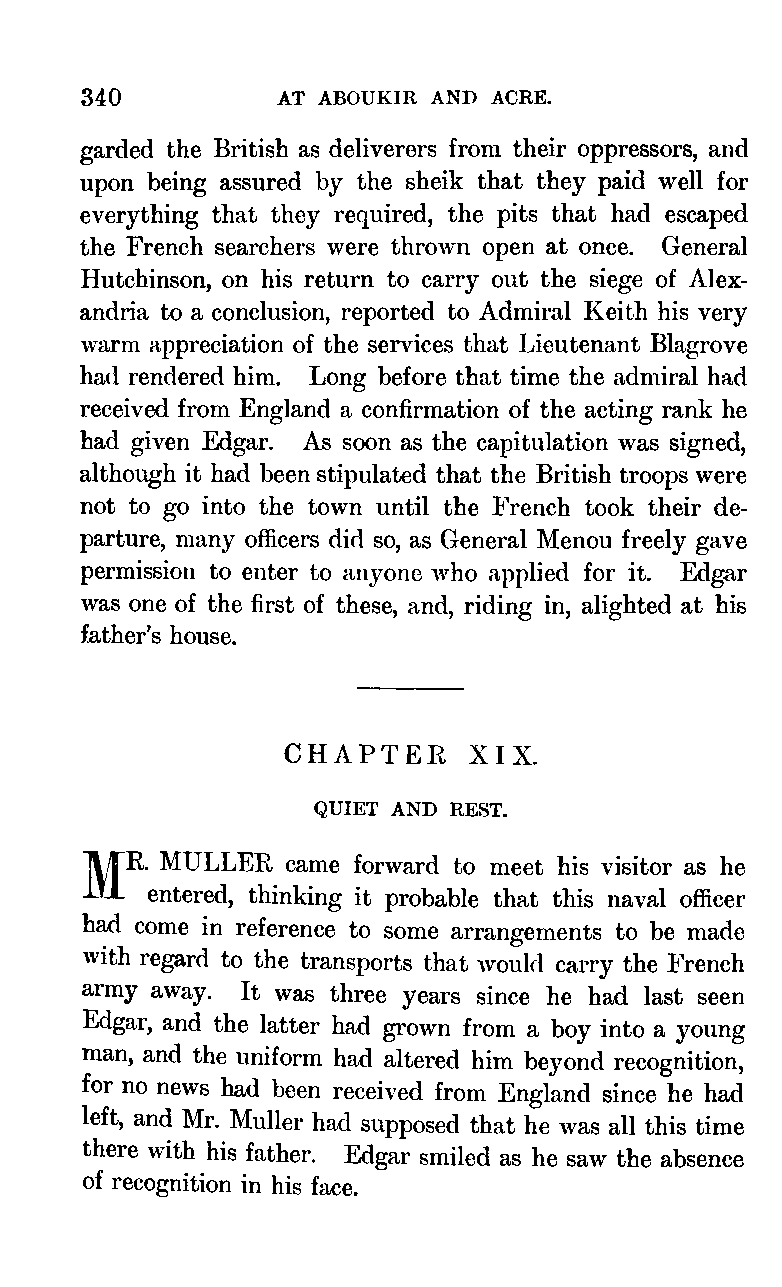 340 AT ABOUKIR AND ACRE.
garded the British as deliverers from their oppressors, and
upon being assured by the sheik that they paid well for
everything that they required, the pits that had escaped
the French searchers were thrown open at once. General
Hutchinson, on his return to carry out the siege of Alex-
andria to a conclusion, reported to Admiral Keith his very
warm appreciation of the services that Lieutenant Blagrove
had rendered him. Long before that time the admiral had
received from England a confirmation of the acting rank he
had given Edgar. As soon as the capitulation was signed,
although it had been stipulated that the British troops were
not to go into the town until the French took their de-
parture, many officers did so, as General Menou freely gave
permission to enter to anyone who applied for it. Edgar
was one of the first of these, and, riding in, alighted at his
father's house.
CHAPTER XIX.
QUIET AND REST.
MR. MULLER came forward to meet his visitor as he
entered, thinking it probable that this naval officer
had come in reference to some arrangements to be made
with regard to the transports that would carry the French
army away. It was three years since he had last seen
Edgar, and the latter had grown from a boy into a young
man, and the uniform had altered him beyond recognition,
for no news had been received from England since he had
left, and Mr. Muller had supposed that he was all this time
there with his father. Edgar smiled as he saw the absence
of recognition in his face.